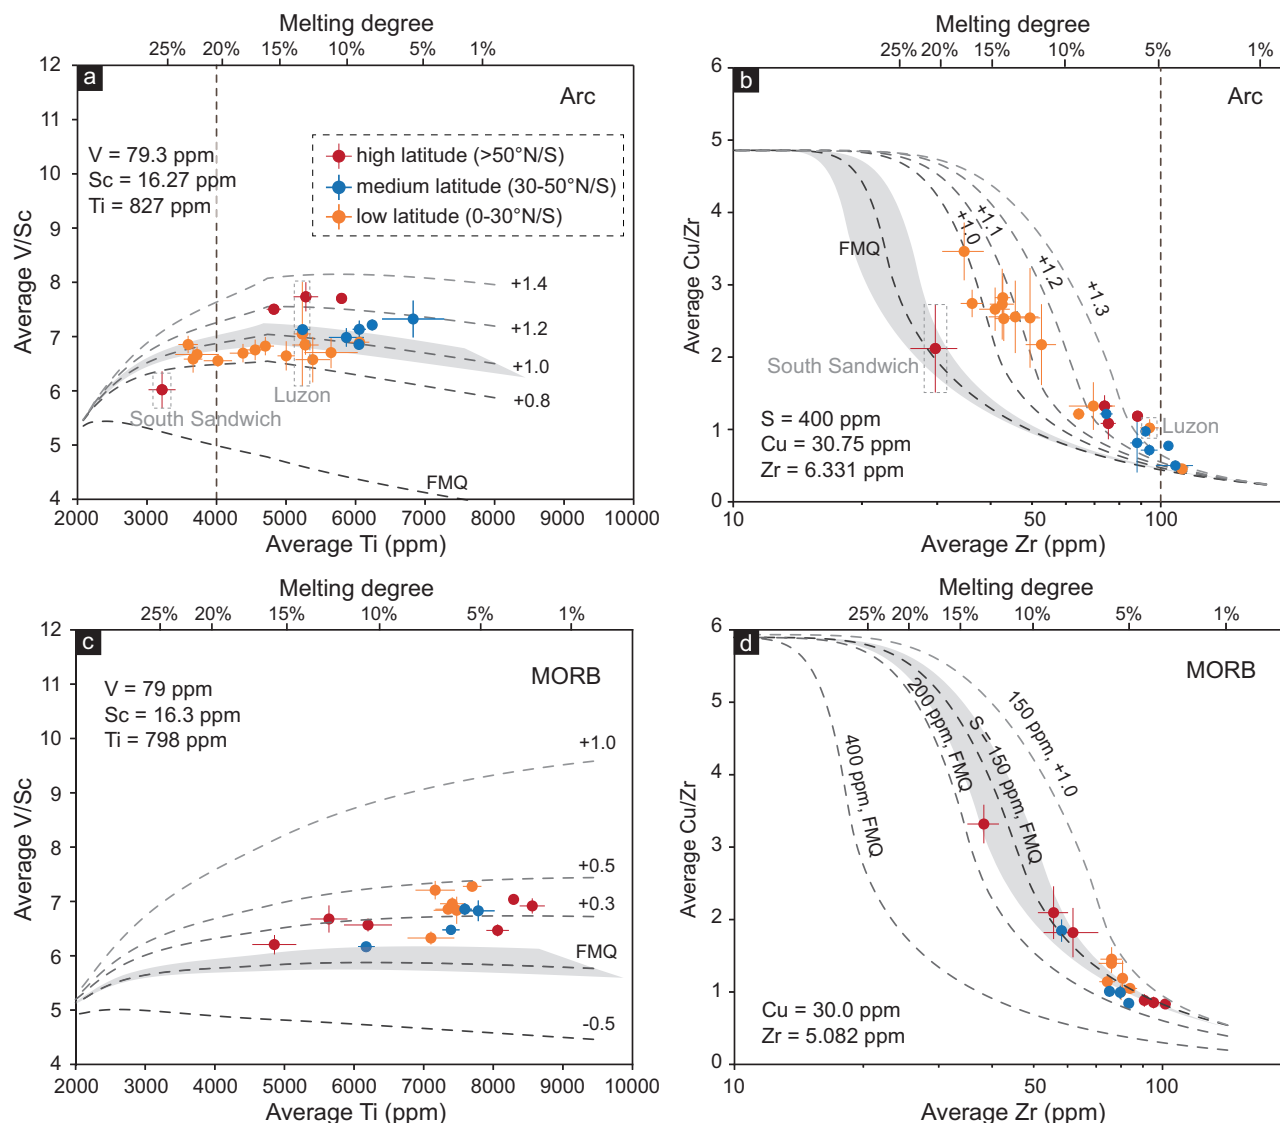 Melting degree
25% 20% 15% 10% 5% 1%
12
11
10
9
8
7
6
5
4
Average V/Sc
a
Arc
V = 79.3 ppm
Sc = 16.27 ppm
Ti = 827 ppm
high latitude (>50°N/S)
medium latitude (30-50°N/S)
low latitude (0-30°N/S)
+1.4
+1.2
+1.0
+0.8
FMQ
South Sandwich
Luzon
2000 3000 4000 5000 6000 7000 8000 9000 10000
Average Ti (ppm)
Melting degree
25% 20% 15% 10% 5% 1%
6
5
4
3
2
1
0
Average Cu/Zr
b
Arc
FMQ
+1.0
+1.1
+1.2
+1.3
South Sandwich
Luzon
S = 400 ppm
Cu = 30.75 ppm
Zr = 6.331 ppm
10 50 100
Average Zr (ppm)
Melting degree
25% 20% 15% 10% 5% 1%
12
11
10
9
8
7
6
5
4
Average V/Sc
c
MORB
V = 79 ppm
Sc = 16.3 ppm
Ti = 798 ppm
+1.0
+0.5
+0.3
FMQ
-0.5
2000 3000 4000 5000 6000 7000 8000 9000 10000
Average Ti (ppm)
Melting degree
25% 20% 15% 10% 5% 1%
6
5
4
3
2
1
0
Average Cu/Zr
d
MORB
400 ppm, FMQ
200 ppm, FMQ
S = 150 ppm, FMQ
150 ppm, +1.0
Cu = 30.0 ppm
Zr = 5.082 ppm
10 50 100
Average Zr (ppm)